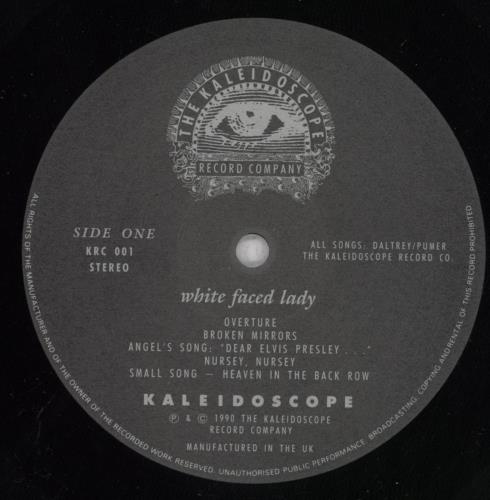 THE KALEIDOSCOPE
RECORD COMPANY
SIDE ONE
KRC 001
STEREO
ALL SONGS: DALTREY/PUMER
THE KALEIDOSCOPE RECORD CO.
white faced lady
OVERTURE
BROKEN MIRRORS
ANGEL'S SONG: "DEAR ELVIS PRESLEY . . ."
NURSEY, NURSEY
SMALL SONG — HEAVEN IN THE BACK ROW
KALEIDOSCOPE
℗ & © 1990 THE KALEIDOSCOPE
RECORD COMPANY
MANUFACTURED IN THE UK
ALL RIGHTS OF THE MANUFACTURER AND OF THE OWNER OF THE RECORDED WORK RESERVED. UNAUTHORISED PUBLIC PERFORMANCE, BROADCASTING, COPYING AND RENTAL OF THIS RECORD PROHIBITED